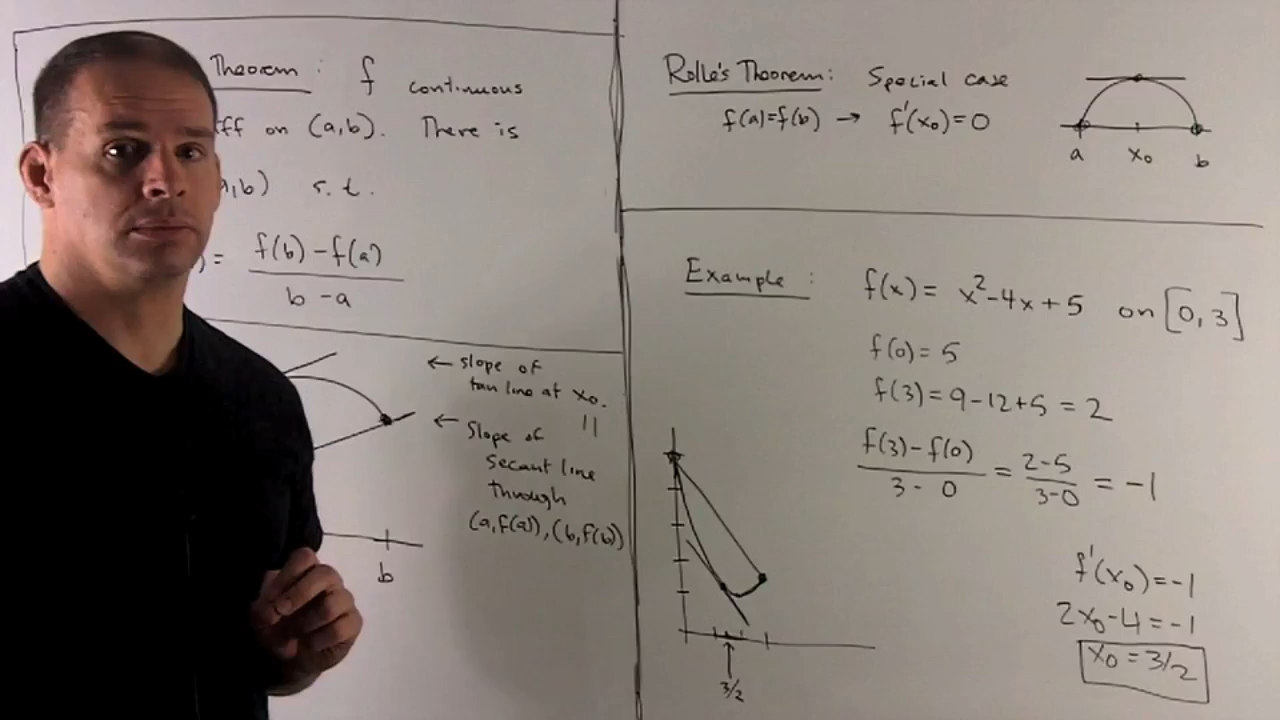 Theorem : f continuous
ff on (a,b). There is
a,b) s.t.
) = f(b) - f(a)
b - a
← slope of
tan line at x₀.
||
← Slope of
secant line
through
(a,f(a)), (b,f(b))
b
Rolle's Theorem: Special case
f(a)=f(b) → f'(x₀)=0
a x₀ b
Example : f(x) = x²-4x+5 on [0,3]
f(0) = 5
f(3) = 9-12+5 = 2
f(3)-f(0) / 3 - 0 = 2-5 / 3-0 = -1
f'(x₀) = -1
2x₀-4 = -1
x₀ = 3/2
3/2